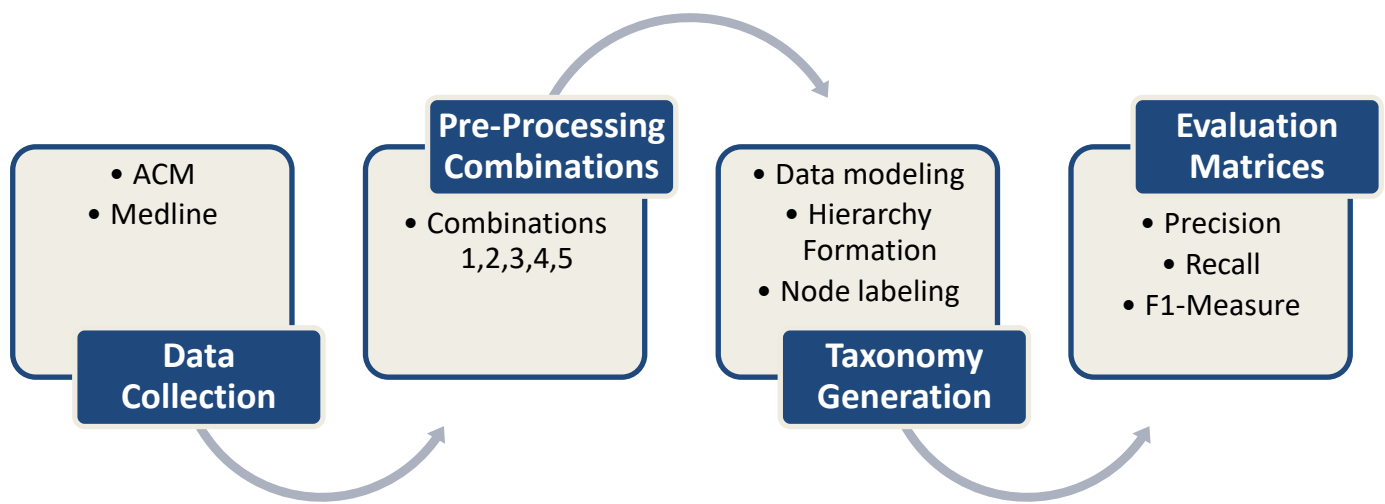 • ACM
• Medline
Data
Collection
Pre-Processing
Combinations
• Combinations
1,2,3,4,5
• Data modeling
• Hierarchy
Formation
• Node labeling
Taxonomy
Generation
Evaluation
Matrices
• Precision
• Recall
• F1-Measure